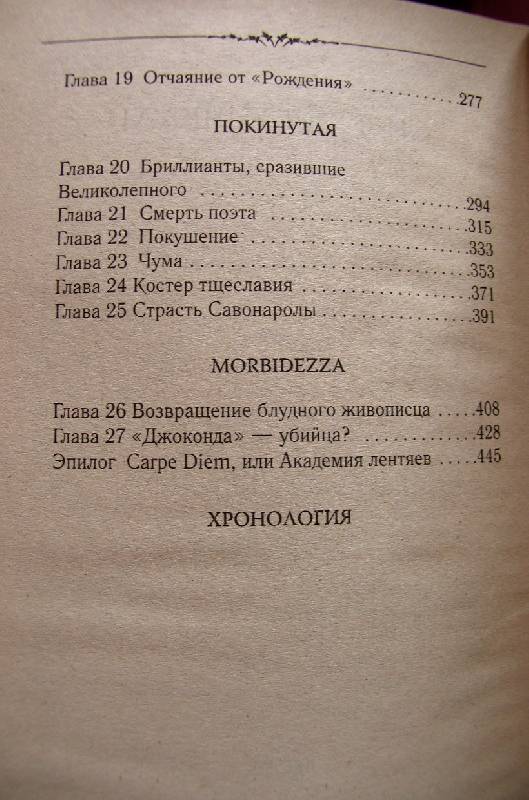 Глава 19 Отчаяние от «Рождения» ............277
ПОКИНУТАЯ
Глава 20 Бриллианты, сразившие
Великолепного ........................294
Глава 21 Смерть поэта ..................315
Глава 22 Покушение ....................333
Глава 23 Чума .........................353
Глава 24 Костер тщеславия ..............371
Глава 25 Страсть Савонаролы ............391
MORBIDEZZA
Глава 26 Возвращение блудного живописца .....408
Глава 27 «Джоконда» — убийца? ............428
Эпилог Carpe Diem, или Академия лентяев .....445
ХРОНОЛОГИЯ